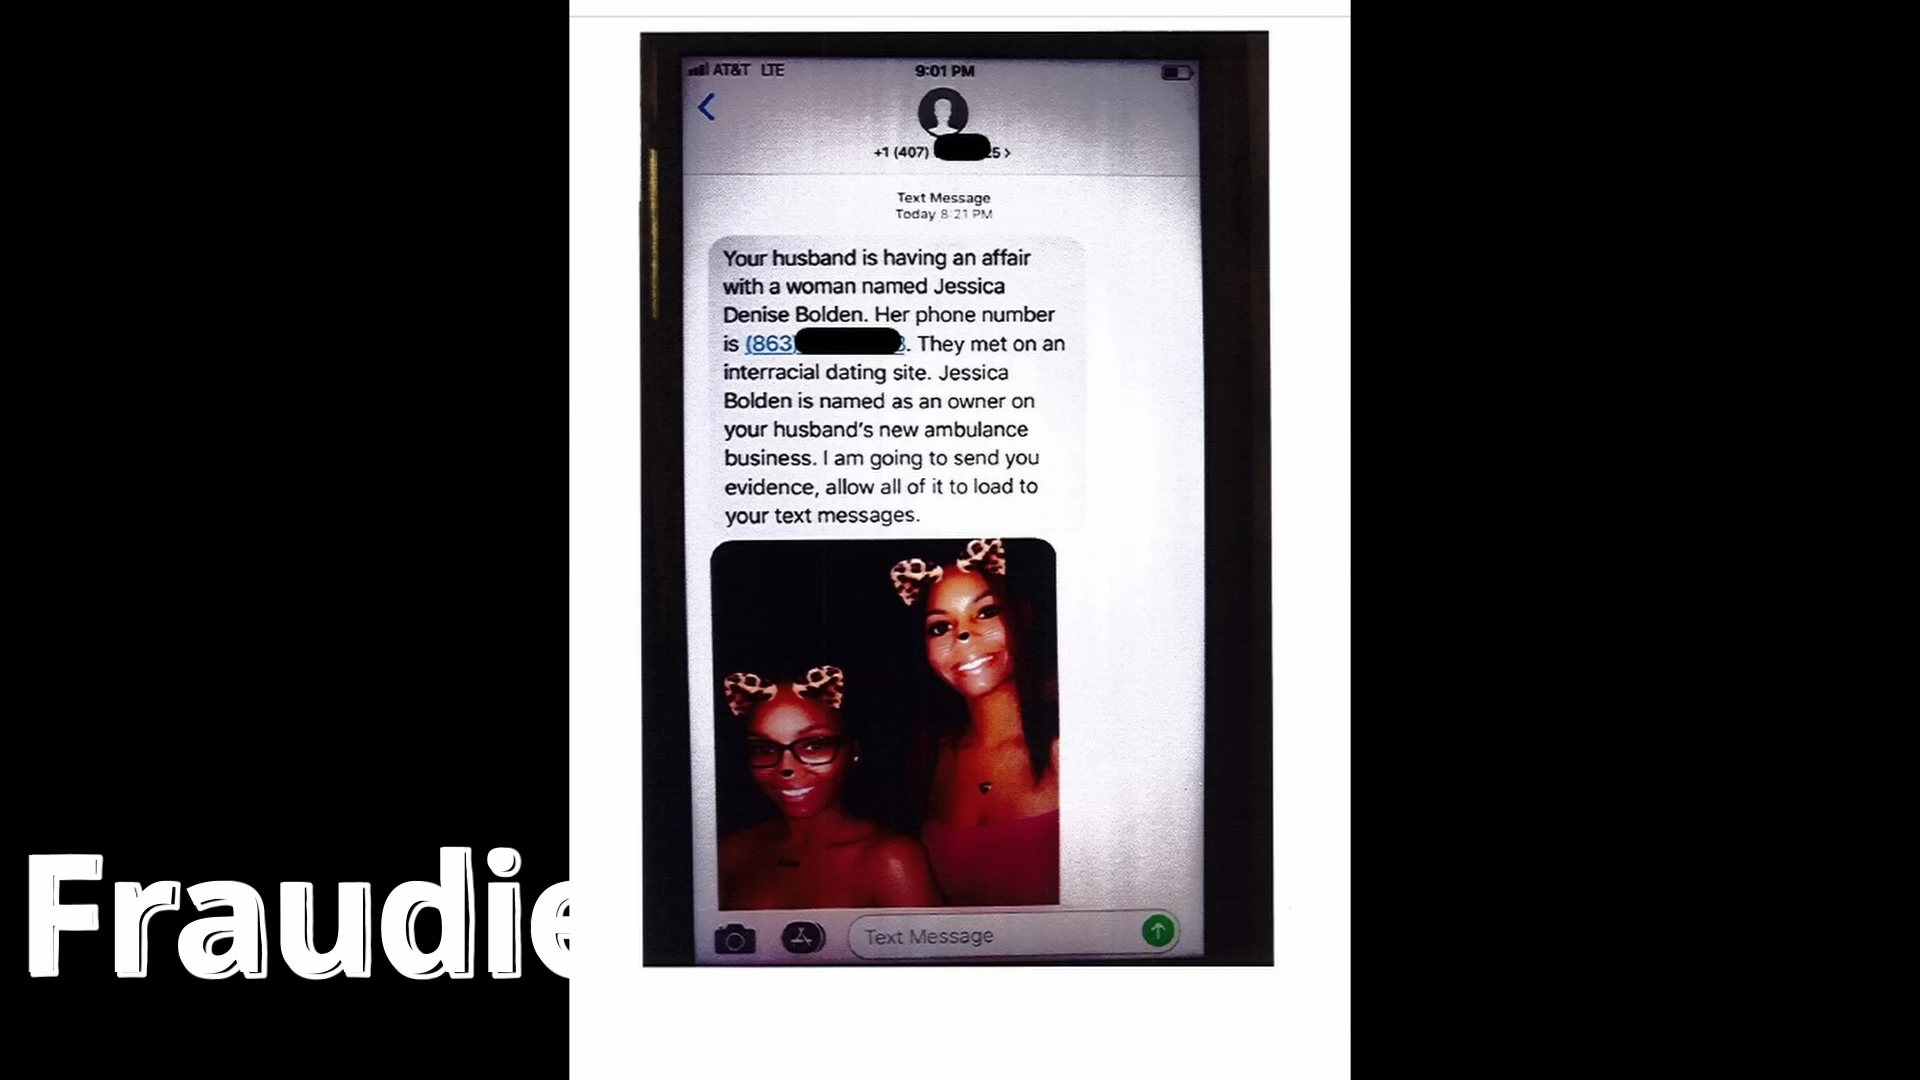 AT&T LTE 9:01 PM
+1 (407) 25 >
Text Message
Today 8:21 PM
Your husband is having an affair
with a woman named Jessica
Denise Bolden. Her phone number
is (863) 3. They met on an
interracial dating site. Jessica
Bolden is named as an owner on
your husband's new ambulance
business. I am going to send you
evidence, allow all of it to load to
your text messages.
Text Message
Fraudie